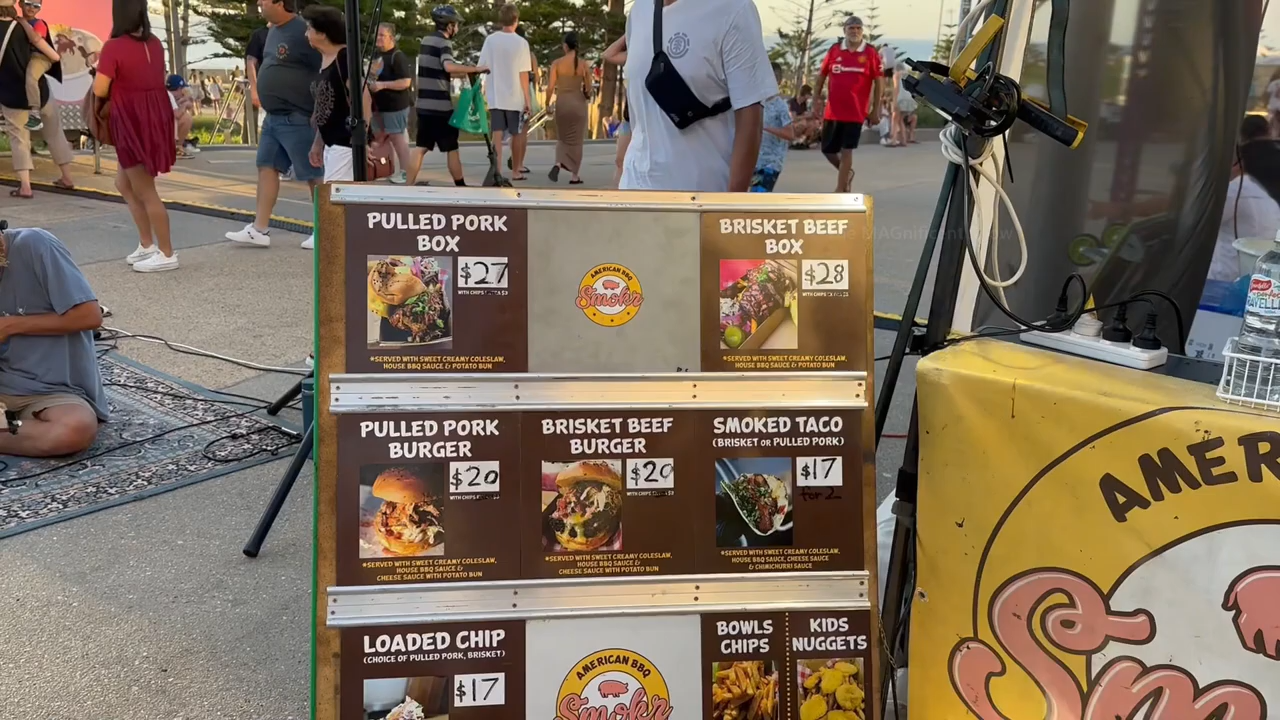 PULLED PORK
BOX
$27
*SERVED WITH SWEET CREAMY COLESLAW,
HOUSE BBQ SAUCE & POTATO BUN
AMERICAN BBQ
Smokz
BRISKET BEEF
BOX
$28
*SERVED WITH SWEET CREAMY COLESLAW,
HOUSE BBQ SAUCE & POTATO BUN
PULLED PORK
BURGER
$20
WITH CHIPS
*SERVED WITH SWEET CREAMY COLESLAW,
HOUSE BBQ SAUCE &
CHEESE SAUCE WITH POTATO BUN
BRISKET BEEF
BURGER
$20
WITH CHIPS
*SERVED WITH SWEET CREAMY COLESLAW,
HOUSE BBQ SAUCE &
CHEESE SAUCE WITH POTATO BUN
SMOKED TACO
(BRISKET OR PULLED PORK)
$17
for 2
*SERVED WITH SWEET CREAMY COLESLAW,
HOUSE BBQ SAUCE, CHEESE SAUCE
& CHIMICHURRI SAUCE
LOADED CHIP
(CHOICE OF PULLED PORK, BRISKET)
$17
AMERICAN BBQ
Smokz
BOWLS
CHIPS
KIDS
NUGGETS
AMER